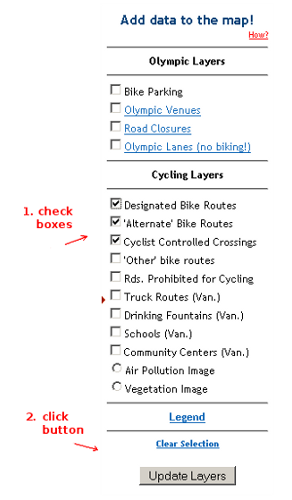 Add data to the map!
How?
Olympic Layers
Bike Parking
Olympic Venues
Road Closures
Olympic Lanes (no biking!)
Cycling Layers
1. check
boxes
Designated Bike Routes
'Alternate' Bike Routes
Cyclist Controlled Crossings
'Other' bike routes
Rds. Prohibited for Cycling
Truck Routes (Van.)
Drinking Fountains (Van.)
Schools (Van.)
Community Centers (Van.)
Air Pollution Image
Vegetation Image
2. click
button
Legend
Clear Selection
Update Layers